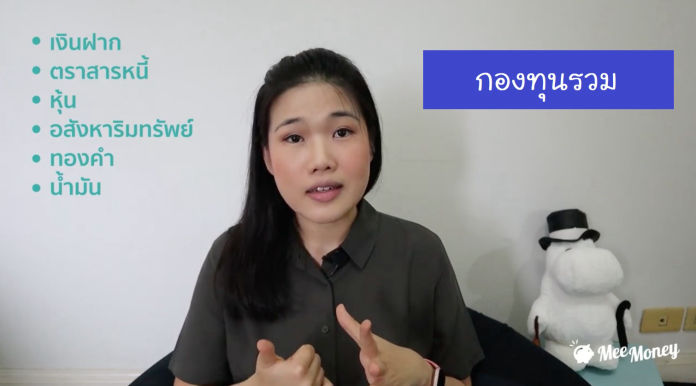 เงินฝาก
ตราสารหนี้
หุ้น
อสังหาริมทรัพย์
ทองคำ
น้ำมัน
กองทุนรวม
MeeMoney